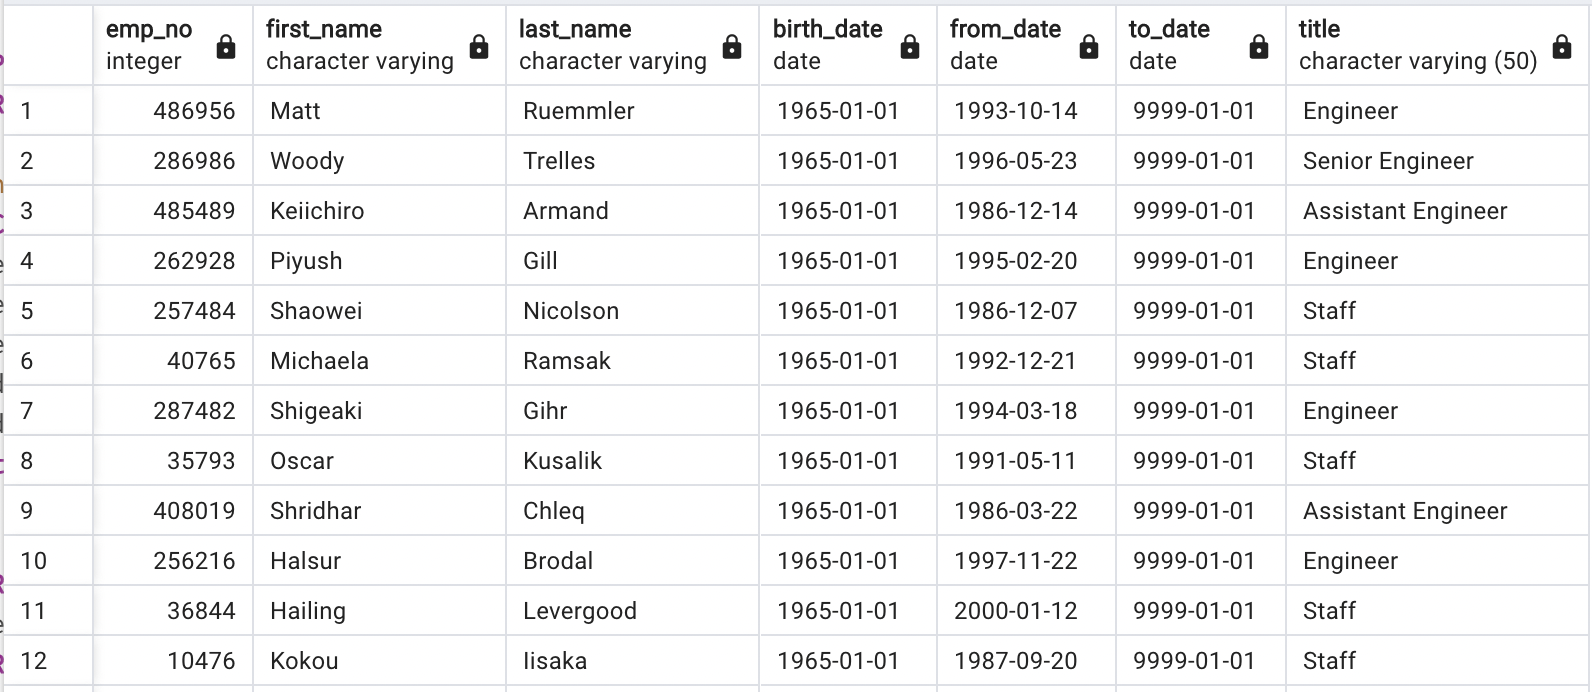 emp_no first_name last_name birth_date from_date to_date title
integer character varying character varying date date date character varying (50)
1 486956 Matt Ruemmler 1965-01-01 1993-10-14 9999-01-01 Engineer
2 286986 Woody Trelles 1965-01-01 1996-05-23 9999-01-01 Senior Engineer
3 485489 Keiichiro Armand 1965-01-01 1986-12-14 9999-01-01 Assistant Engineer
4 262928 Piyush Gill 1965-01-01 1995-02-20 9999-01-01 Engineer
5 257484 Shaowei Nicolson 1965-01-01 1986-12-07 9999-01-01 Staff
6 40765 Michaela Ramsak 1965-01-01 1992-12-21 9999-01-01 Staff
7 287482 Shigeaki Gihr 1965-01-01 1994-03-18 9999-01-01 Engineer
8 35793 Oscar Kusalik 1965-01-01 1991-05-11 9999-01-01 Staff
9 408019 Shridhar Chleq 1965-01-01 1986-03-22 9999-01-01 Assistant Engineer
10 256216 Halsur Brodal 1965-01-01 1997-11-22 9999-01-01 Engineer
11 36844 Hailing Levergood 1965-01-01 2000-01-12 9999-01-01 Staff
12 10476 Kokou Iisaka 1965-01-01 1987-09-20 9999-01-01 Staff